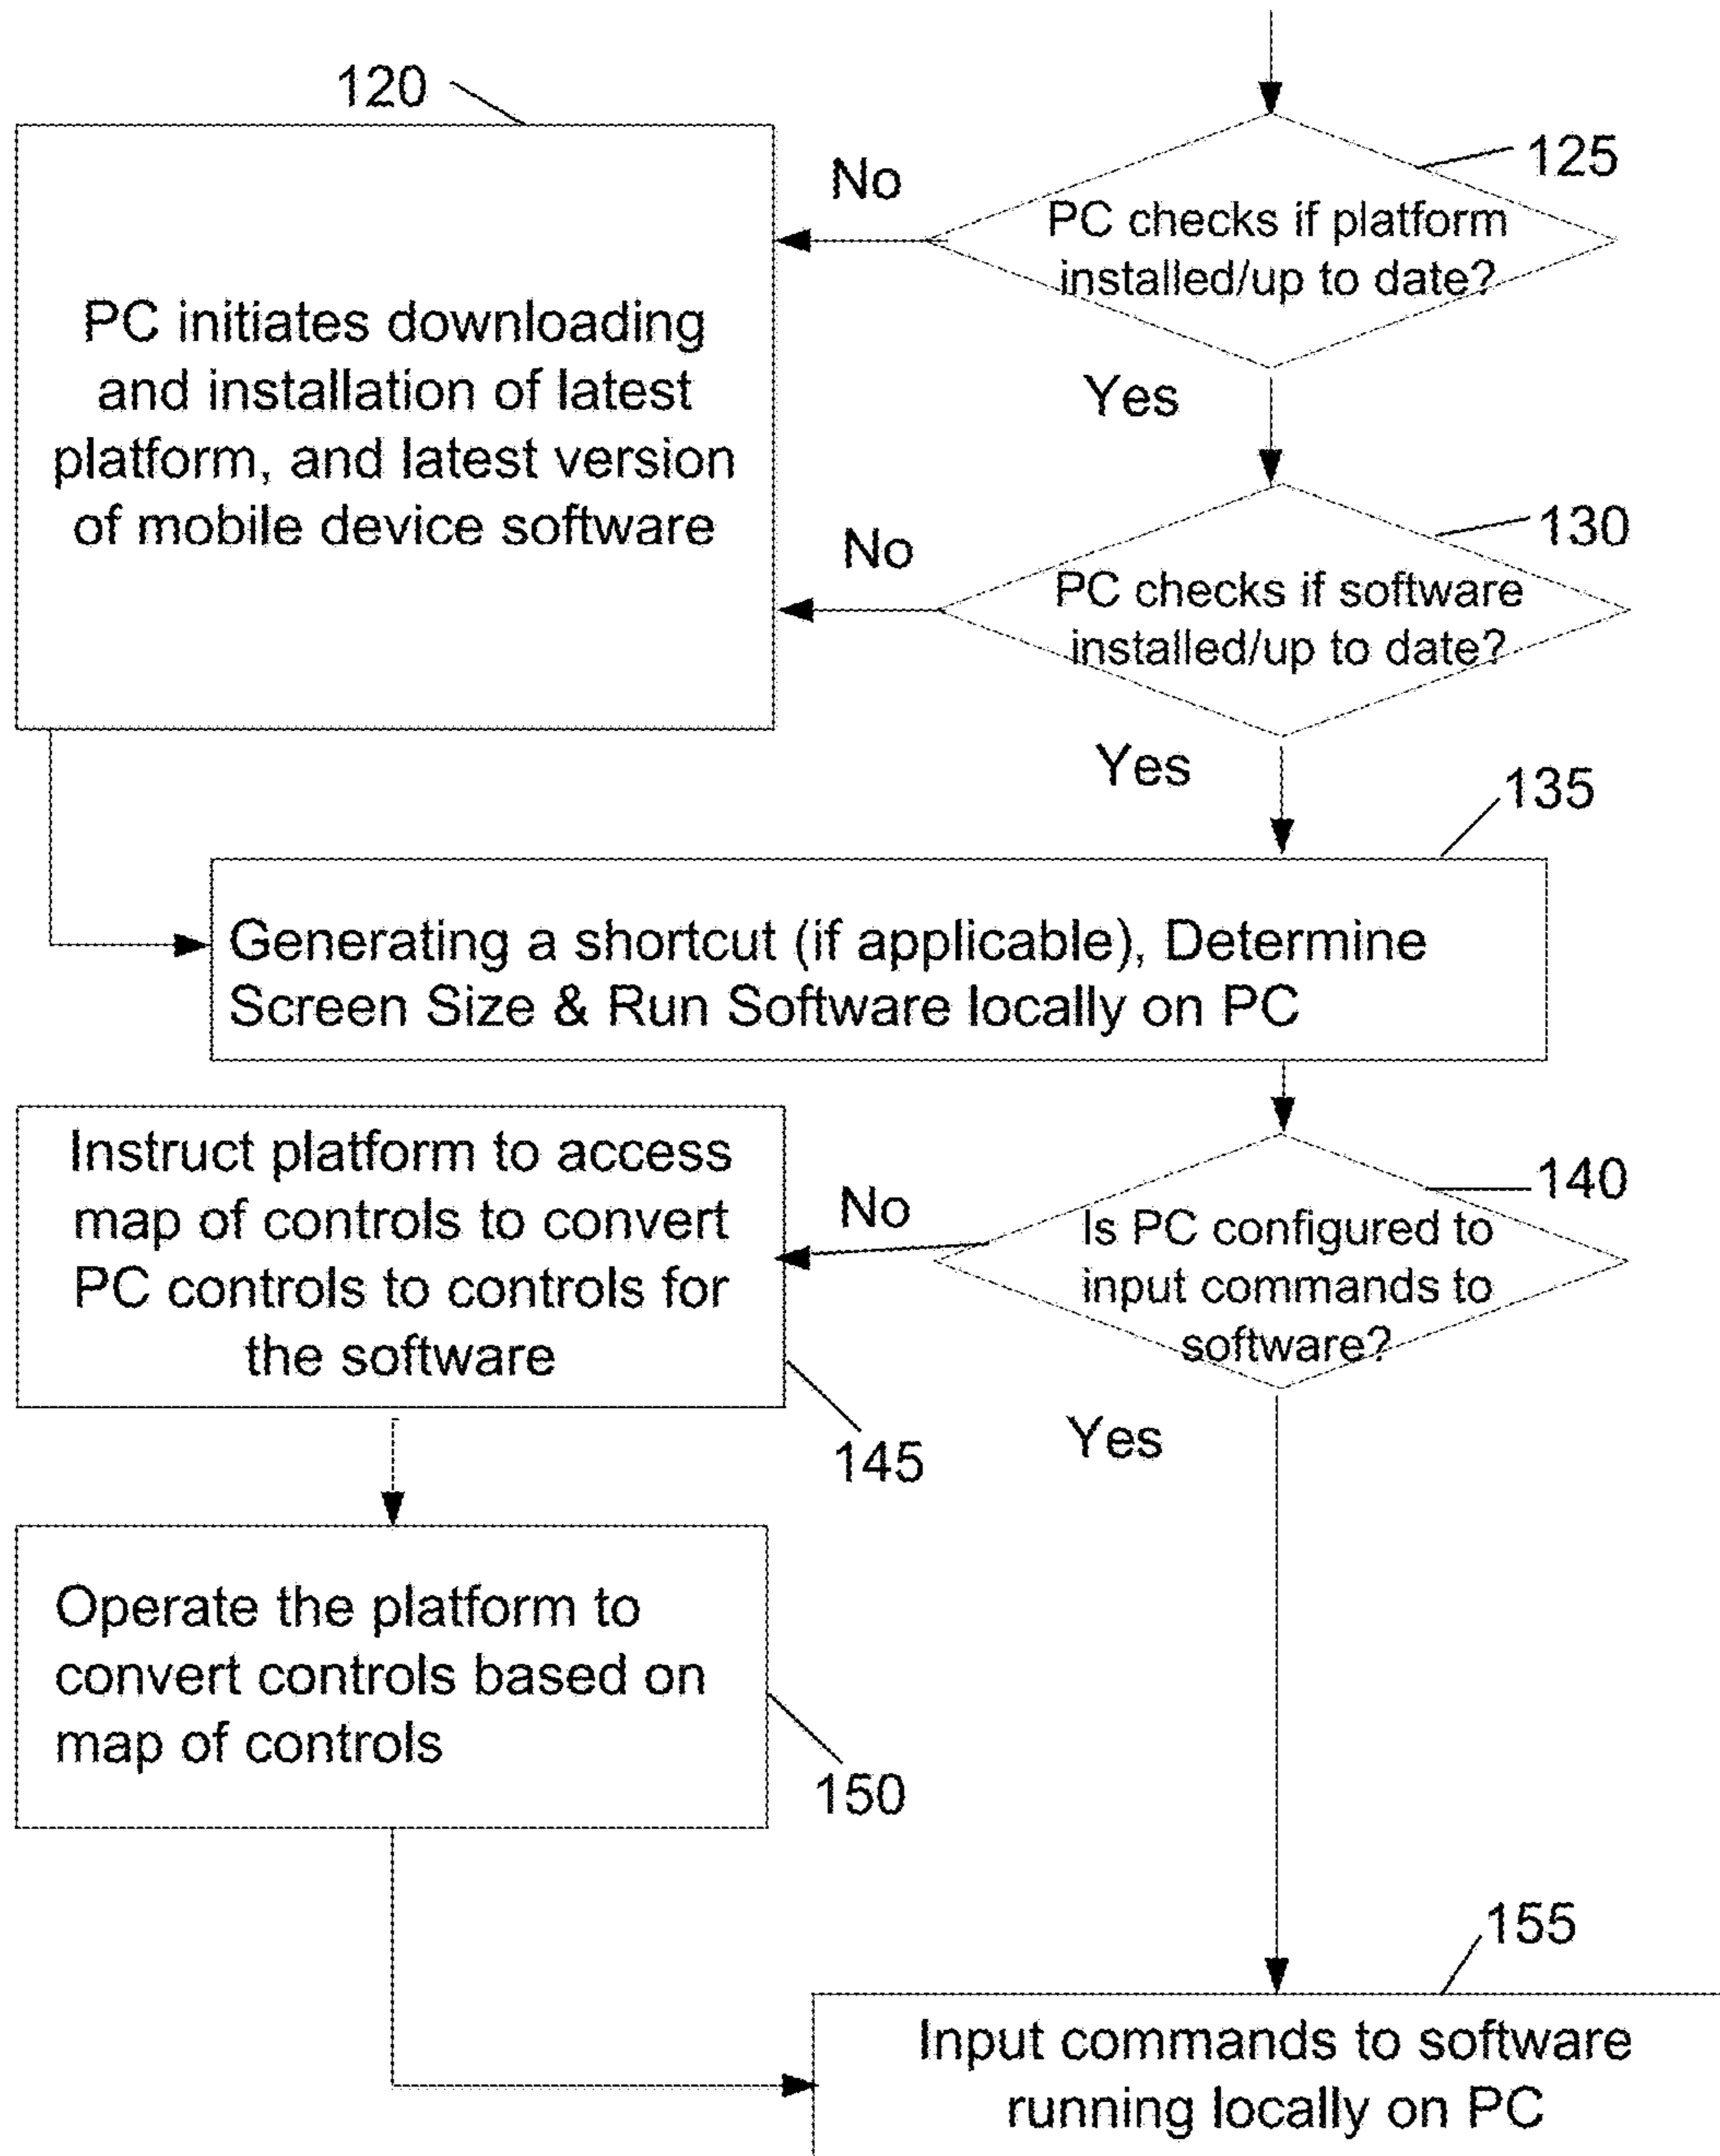 120
125
No
PC checks if platform
installed/up to date?
PC initiates downloading
and installation of latest
platform, and latest version
of mobile device software
Yes
130
No
PC checks if software
installed/up to date?
Yes
135
Generating a shortcut (if applicable), Determine
Screen Size & Run Software locally on PC
Instruct platform to access
map of controls to convert
PC controls to controls for
the software
No
140
Is PC configured to
input commands to
software?
145
Yes
Operate the platform to
convert controls based on
map of controls
150
155
Input commands to software
running locally on PC